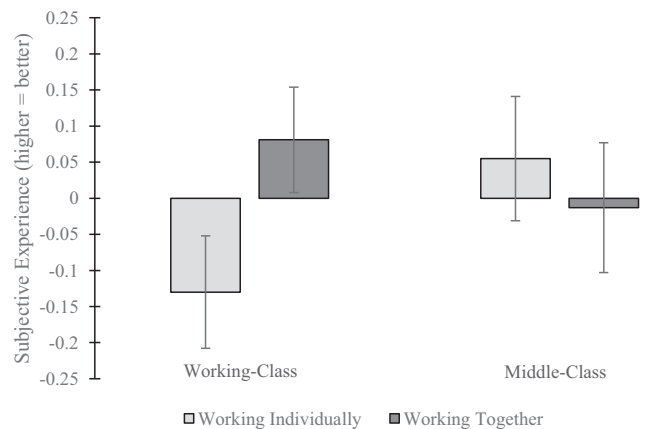 Subjective Experience (higher = better)
0.25
0.2
0.15
0.1
0.05
0
-0.05
-0.1
-0.15
-0.2
-0.25
Working-Class
Middle-Class
Working Individually
Working Together